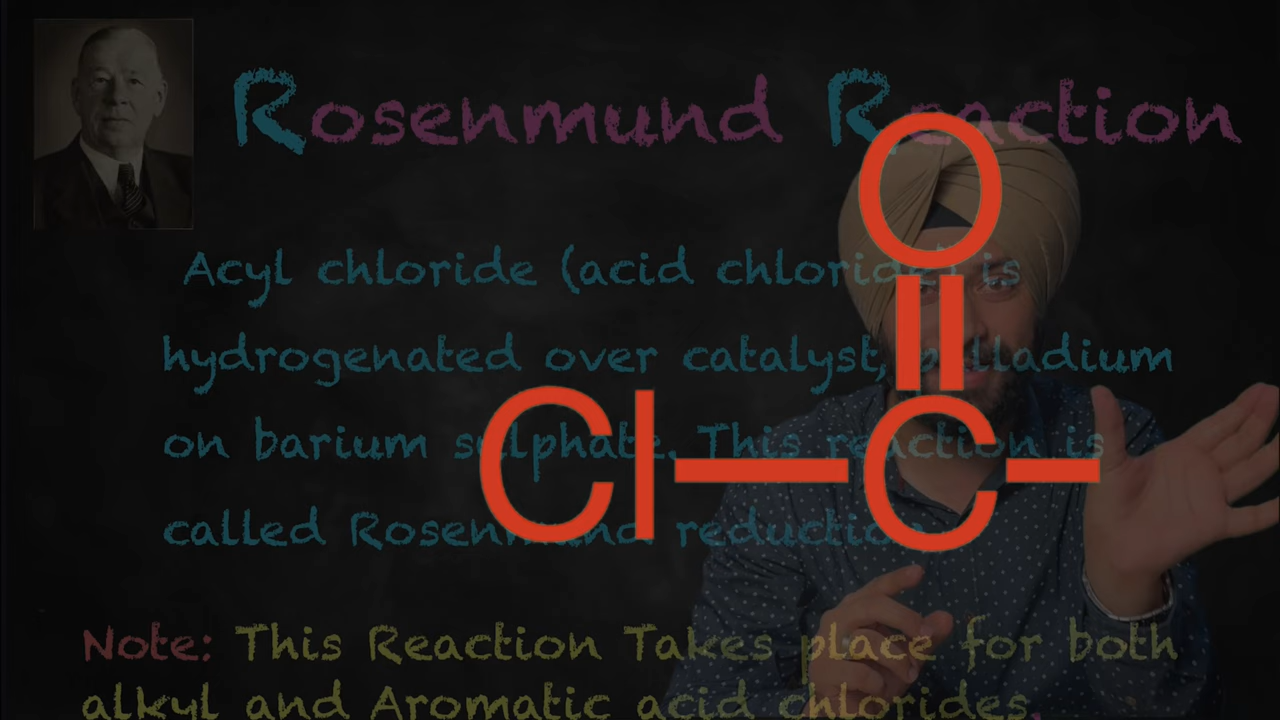 Rosenmund Reaction
Acyl chloride (acid chloride) is
hydrogenated over catalyst, palladium
on barium sulphate. This reaction is
called Rosenmund reduction.
Note: This Reaction Takes place for both
alkyl and Aromatic acid chlorides.
O
Cl C